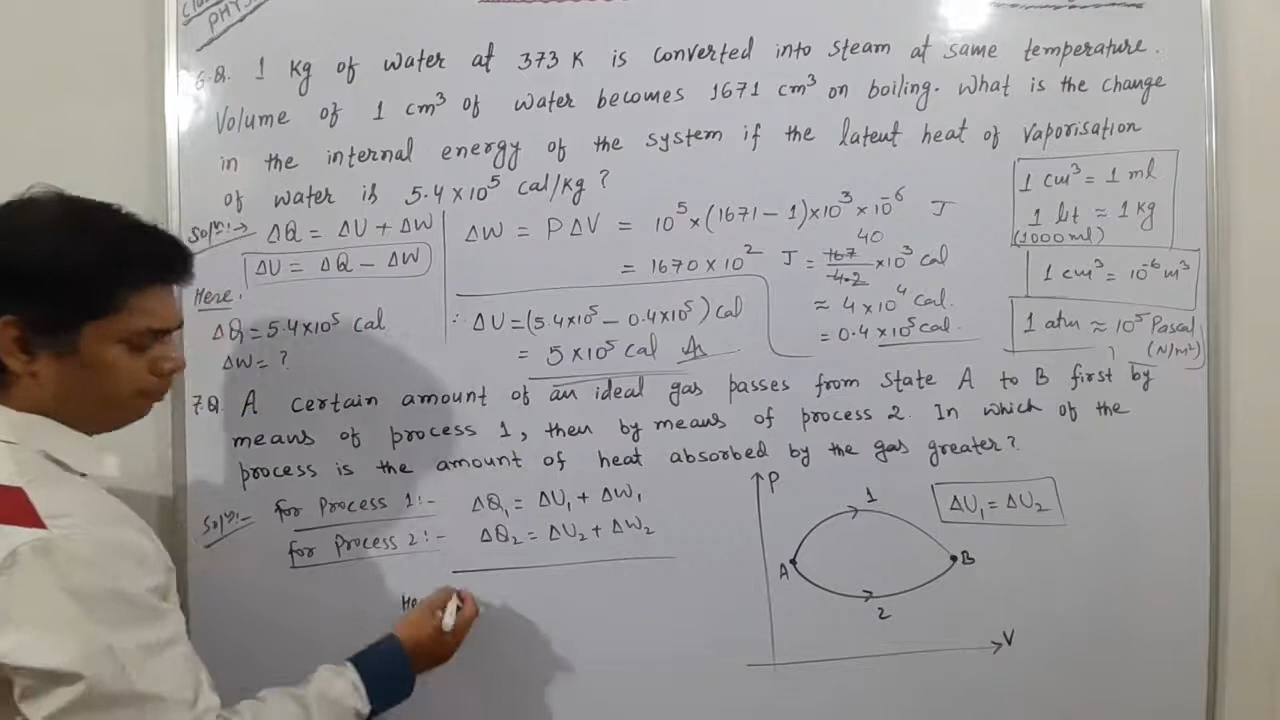 PHYS
6.Q. 1 Kg of water at 373 K is converted into steam at same temperature.
Volume of 1 cm³ of water becomes 1671 cm³ on boiling. What is the change
in the internal energy of the system if the latent heat of vaporisation
of water is 5.4×10⁵ Cal/Kg ?
Solⁿ:→ ΔQ = ΔU + ΔW
ΔU = ΔQ − ΔW
Here,
ΔQ = 5.4×10⁵ Cal
ΔW = ?
ΔW = PΔV = 10⁵×(1671−1)×10³×10⁻⁶ J
= 1670×10² J = 167/4.2 ×10³ Cal
40
≈ 4×10⁴ Cal.
= 0.4×10⁵ Cal.
∴ ΔU = (5.4×10⁵ − 0.4×10⁵) Cal
= 5×10⁵ Cal As
1 cm³ = 1 ml
1 lit ≈ 1 Kg
(1000 ml)
1 cm³ = 10⁻⁶ m³
1 atm ≈ 10⁵ Pascal
(N/m²)
7.Q. A certain amount of an ideal gas passes from state A to B first by
means of process 1, then by means of process 2. In which of the
process is the amount of heat absorbed by the gas greater?
Solⁿ:- for Process 1:- ΔQ₁ = ΔU₁ + ΔW₁
for Process 2:- ΔQ₂ = ΔU₂ + ΔW₂
He
P
1
A
B
2
V
ΔU₁ = ΔU₂